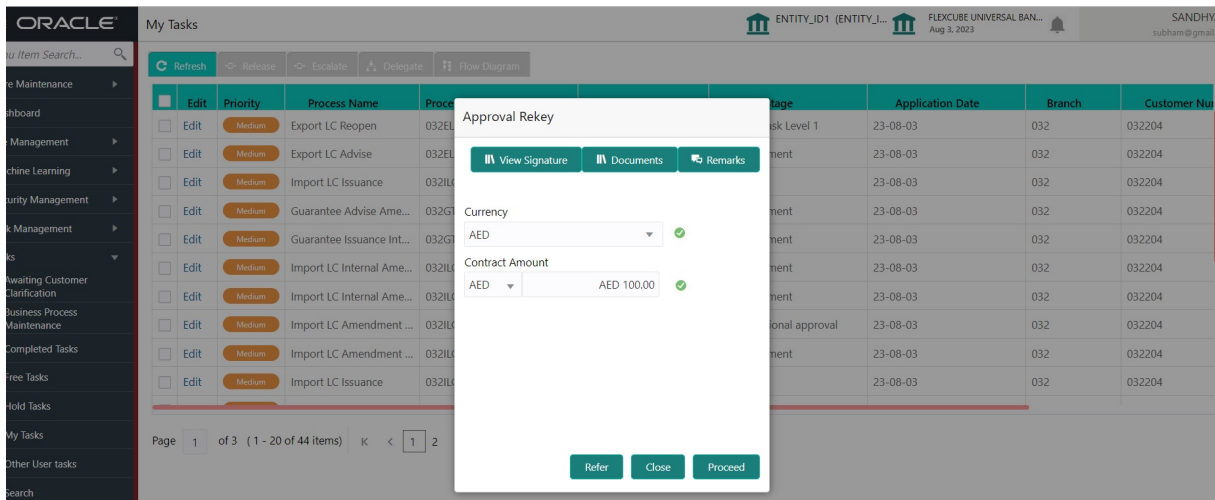 ORACLE
My Tasks
ENTITY_ID1 (ENTITY_I...
FLEXCUBE UNIVERSAL BAN...
Aug 3, 2023
SANDHY
subham@gmail
nu Item Search...
Refresh
Release
Escalate
Delegate
Flow Diagram
re Maintenance
shboard
e Management
chine Learning
curity Management
k Management
ks
Awaiting Customer
Clarification
Business Process
Maintenance
Completed Tasks
Free Tasks
Hold Tasks
My Tasks
Other User tasks
Search
Edit Priority Process Name Proce tage Application Date Branch Customer Nu
Edit Medium Export LC Reopen 032EL ask Level 1 23-08-03 032 032204
Edit Medium Export LC Advise 032EL ment 23-08-03 032 032204
Edit Medium Import LC Issuance 032IL 23-08-03 032 032204
Edit Medium Guarantee Advise Ame... 032GT ment 23-08-03 032 032204
Edit Medium Guarantee Issuance Int... 032GT ment 23-08-03 032 032204
Edit Medium Import LC Internal Ame... 032IL ment 23-08-03 032 032204
Edit Medium Import LC Internal Ame... 032IL ment 23-08-03 032 032204
Edit Medium Import LC Amendment ... 032IL ional approval 23-08-03 032 032204
Edit Medium Import LC Amendment ... 032IL ment 23-08-03 032 032204
Edit Medium Import LC Issuance 032IL 23-08-03 032 032204
Page 1 of 3 ( 1 - 20 of 44 items) K < 1 2
Approval Rekey
View Signature
Documents
Remarks
Currency
AED
Contract Amount
AED AED 100.00
Refer
Close
Proceed